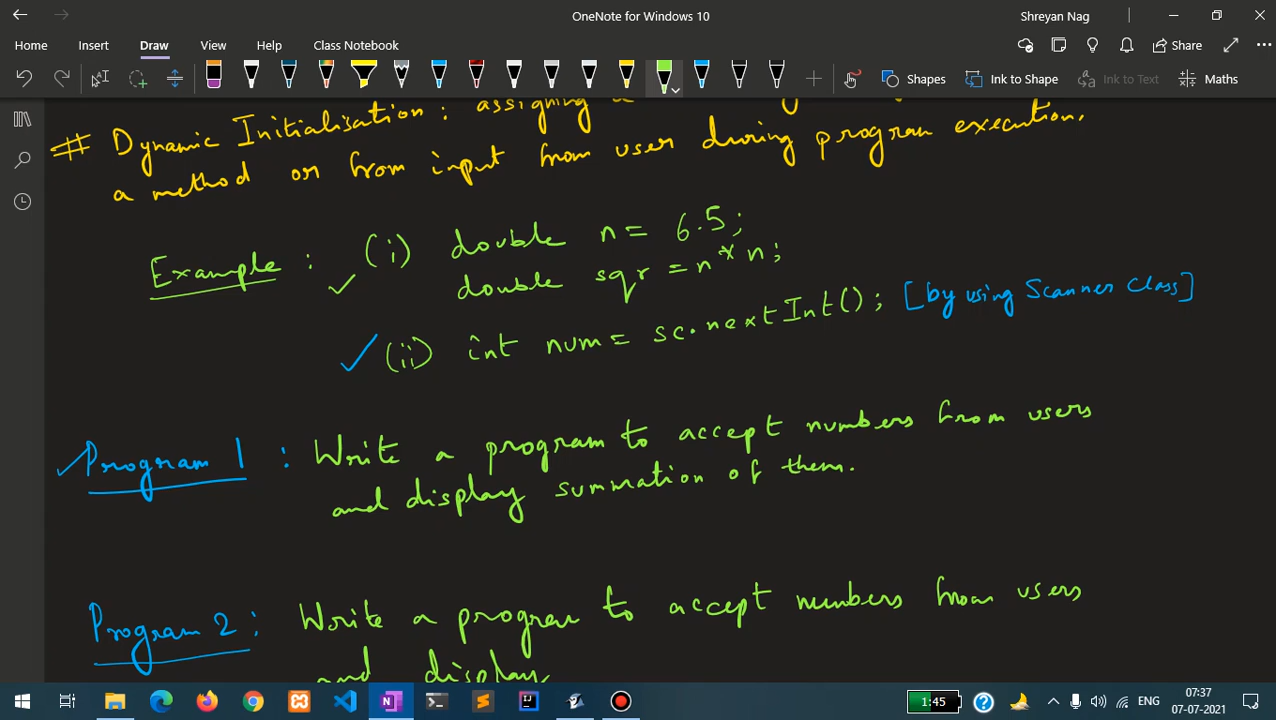 OneNote for Windows 10
Shreyan Nag
Home Insert Draw View Help Class Notebook
Share
Shapes Ink to Shape Ink to Text Maths
# Dynamic Initialisation : assigning a
a method or from input from user during program execution.
Example : (i) double n = 6.5;
double sqr = n * n;
(ii) int num = sc.nextInt(); [by using Scanner Class]
Program 1 : Write a program to accept numbers from users
and display summation of them.
Program 2 : Write a program to accept numbers from users
and display
1:45
ENG
07:37
07-07-2021